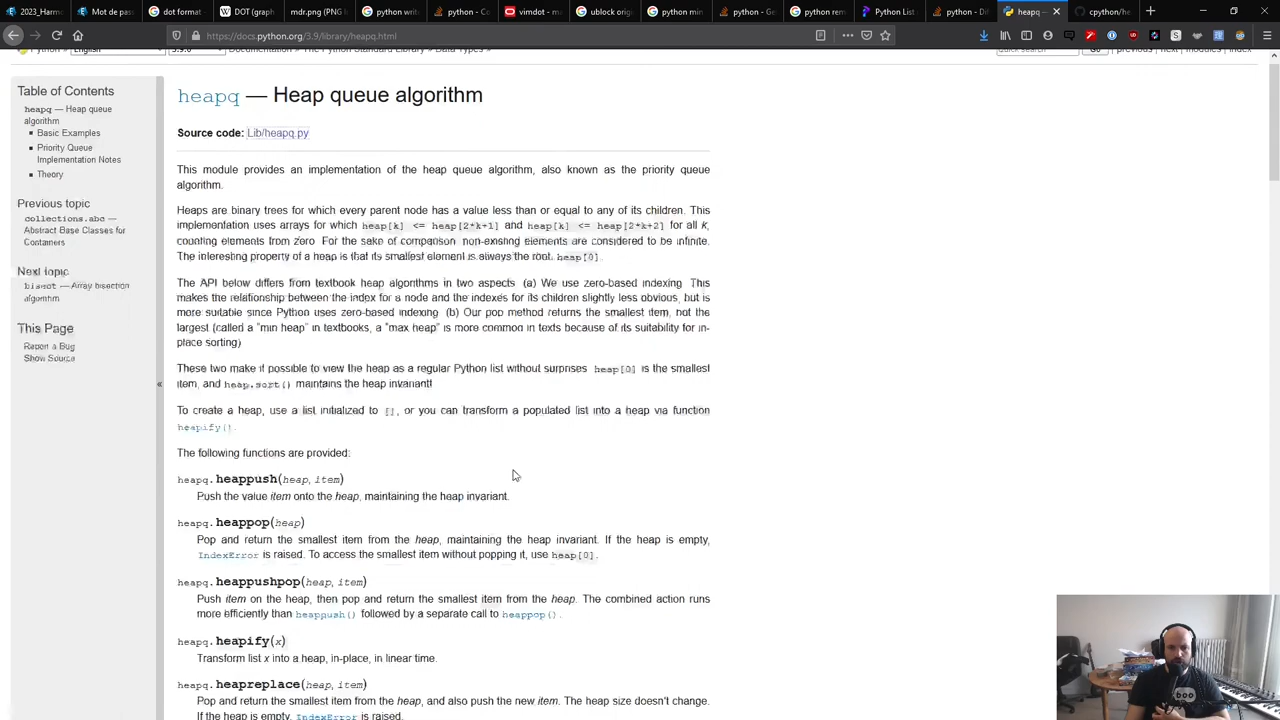 2023_Harmo
Mot de pass
dot format -
DOT (graph
mdr.png (PNG I
python write
python - Co
vimdot - ma
ublock origi
python min
python - Ge
python rem
Python List
python - Dif
heapq —
cpython/he
https://docs.python.org/3.9/library/heapq.html
Python
English
3.9.6
Documentation
The Python Standard Library
Data Types
Quick search
Go
previous
next
modules
index
Table of Contents
heapq — Heap queue
algorithm
Basic Examples
Priority Queue
Implementation Notes
Theory
Previous topic
collections.abc —
Abstract Base Classes for
Containers
Next topic
bisect — Array bisection
algorithm
This Page
Report a Bug
Show Source
«
heapq — Heap queue algorithm
Source code: Lib/heapq.py
This module provides an implementation of the heap queue algorithm, also known as the priority queue
algorithm.
Heaps are binary trees for which every parent node has a value less than or equal to any of its children. This
implementation uses arrays for which heap[k] <= heap[2*k+1] and heap[k] <= heap[2*k+2] for all k,
counting elements from zero. For the sake of comparison, non-existing elements are considered to be infinite.
The interesting property of a heap is that its smallest element is always the root, heap[0].
The API below differs from textbook heap algorithms in two aspects: (a) We use zero-based indexing. This
makes the relationship between the index for a node and the indexes for its children slightly less obvious, but is
more suitable since Python uses zero-based indexing. (b) Our pop method returns the smallest item, not the
largest (called a "min heap" in textbooks; a "max heap" is more common in texts because of its suitability for in-
place sorting).
These two make it possible to view the heap as a regular Python list without surprises: heap[0] is the smallest
item, and heap.sort() maintains the heap invariant!
To create a heap, use a list initialized to [], or you can transform a populated list into a heap via function
heapify().
The following functions are provided:
heapq.heappush(heap, item)
Push the value item onto the heap, maintaining the heap invariant.
heapq.heappop(heap)
Pop and return the smallest item from the heap, maintaining the heap invariant. If the heap is empty,
IndexError is raised. To access the smallest item without popping it, use heap[0].
heapq.heappushpop(heap, item)
Push item on the heap, then pop and return the smallest item from the heap. The combined action runs
more efficiently than heappush() followed by a separate call to heappop().
heapq.heapify(x)
Transform list x into a heap, in-place, in linear time.
heapq.heapreplace(heap, item)
Pop and return the smallest item from the heap, and also push the new item. The heap size doesn't change.
If the heap is empty, IndexError is raised.
boo